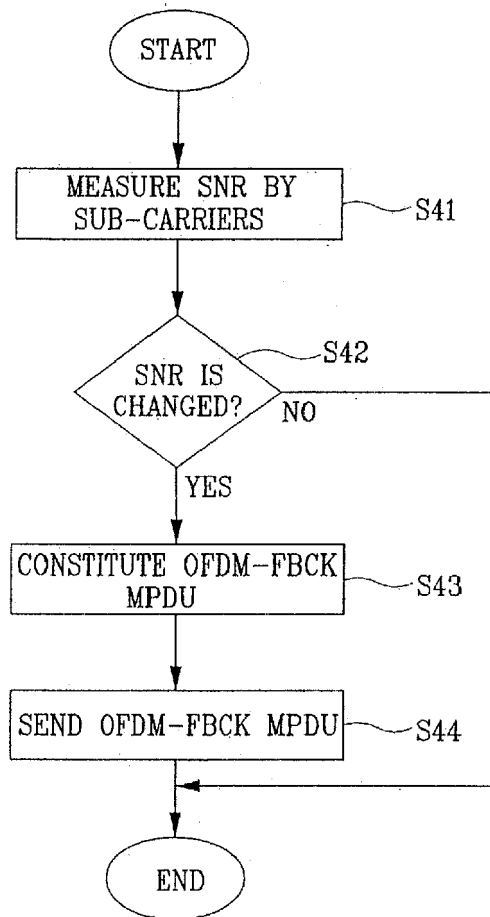 START
MEASURE SNR BY
SUB-CARRIERS
S41
S42
SNR IS
CHANGED?
NO
YES
CONSTITUTE OFDM-FBCK
MPDU
S43
SEND OFDM-FBCK MPDU
S44
END